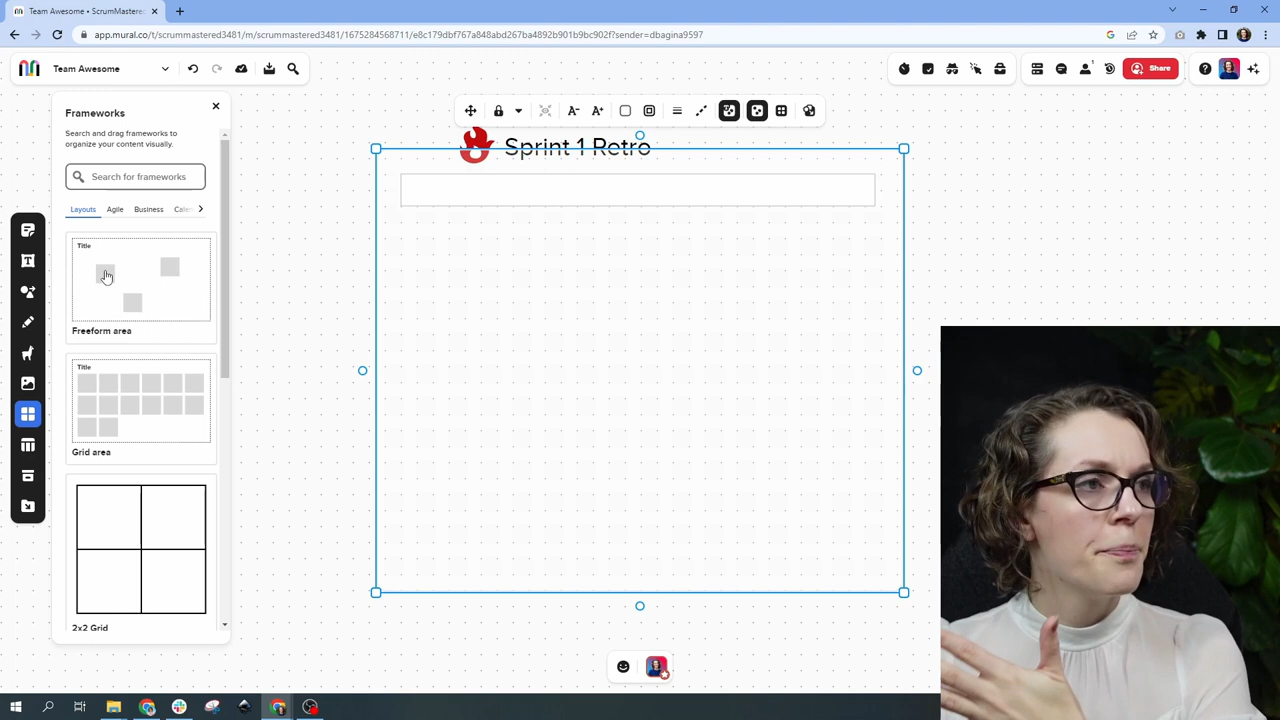 Team Awesome • ScrumMastered
app.mural.co/t/scrummastered3481/m/scrummastered3481/1675284568711/e8c179dbf767a848abd267ba4892b901b9bc902f?sender=dbagina9597
Team Awesome
1
Share
Frameworks
Search and drag frameworks to
organize your content visually.
Search for frameworks
Layouts
Agile
Business
A-
A+
Sprint 1 Retro
Title
Freeform area
Title
Grid area
2x2 Grid